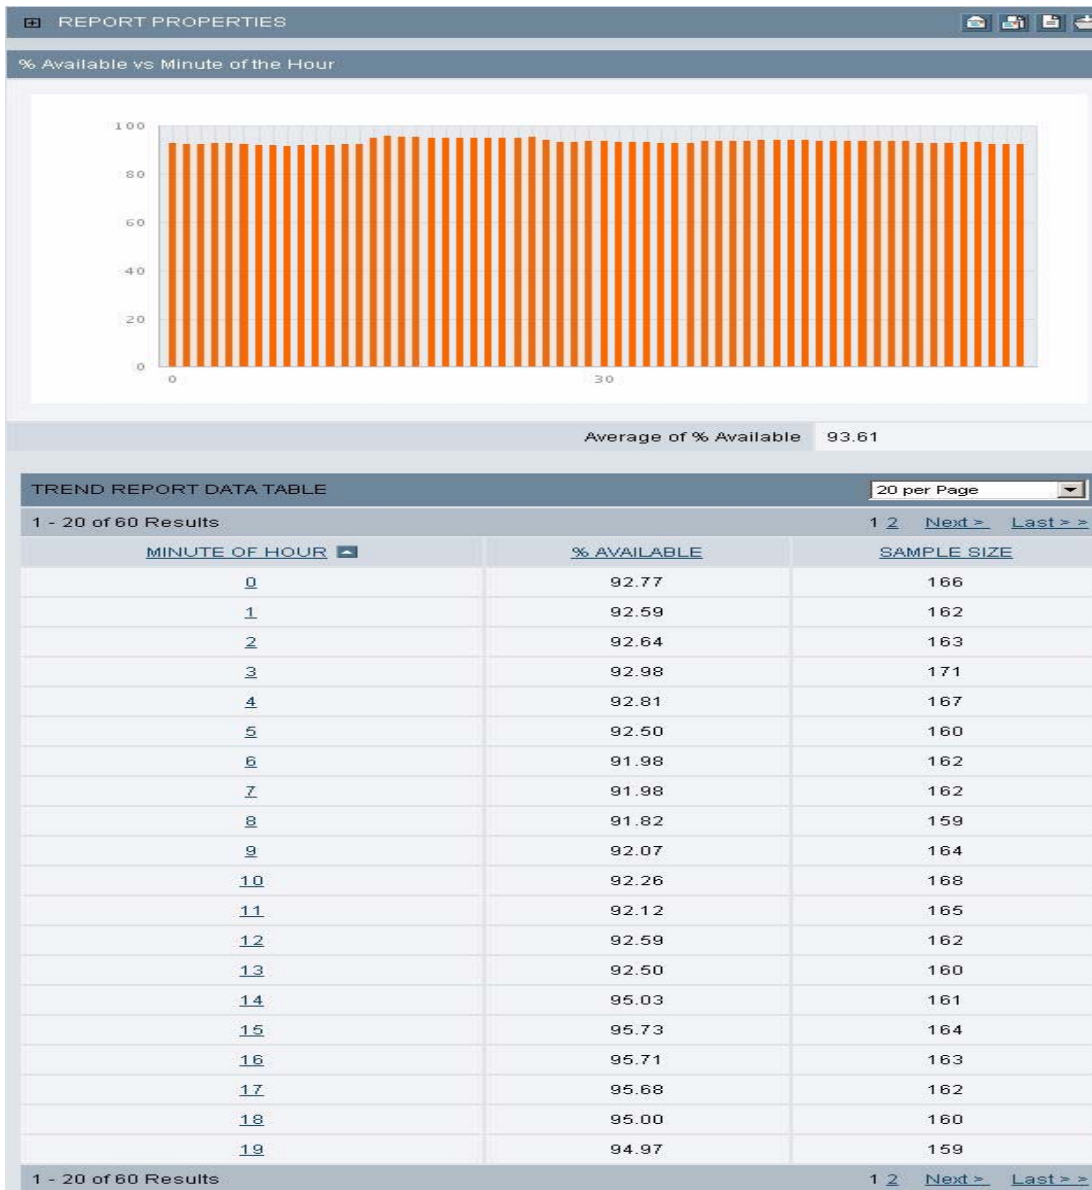 REPORT PROPERTIES
% Available vs Minute of the Hour
100
80
60
40
20
0
0 30
Average of % Available 93.61
TREND REPORT DATA TABLE 20 per Page
1 - 20 of 60 Results 1 2 Next > Last > >
MINUTE OF HOUR % AVAILABLE SAMPLE SIZE
0 92.77 166
1 92.59 162
2 92.64 163
3 92.98 171
4 92.81 167
5 92.50 160
6 91.98 162
7 91.98 162
8 91.82 159
9 92.07 164
10 92.26 168
11 92.12 165
12 92.59 162
13 92.50 160
14 95.03 161
15 95.73 164
16 95.71 163
17 95.68 162
18 95.00 160
19 94.97 159
1 - 20 of 60 Results 1 2 Next > Last > >